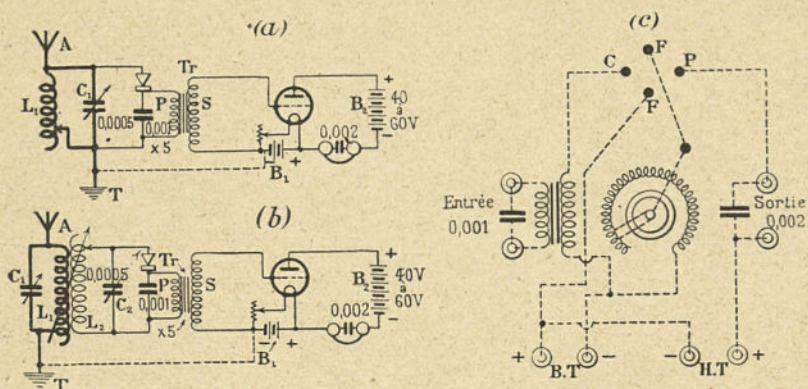 (a)
A
Tr
L₁
C₁
0,0005
P
0,001
x5
S
B₂
+
40
à
60V
-
0,002
+
B₁
T
(b)
A
C₁
L₁
0,0005
C₂
L₂
Tr
P
0,001
x5
S
B₂
+
40V
à
60V
-
0,002
- +
B₁
T
(c)
F
C
P
F
Entrée
0,001
Sortie
0,002
+ B.T - - H.T +